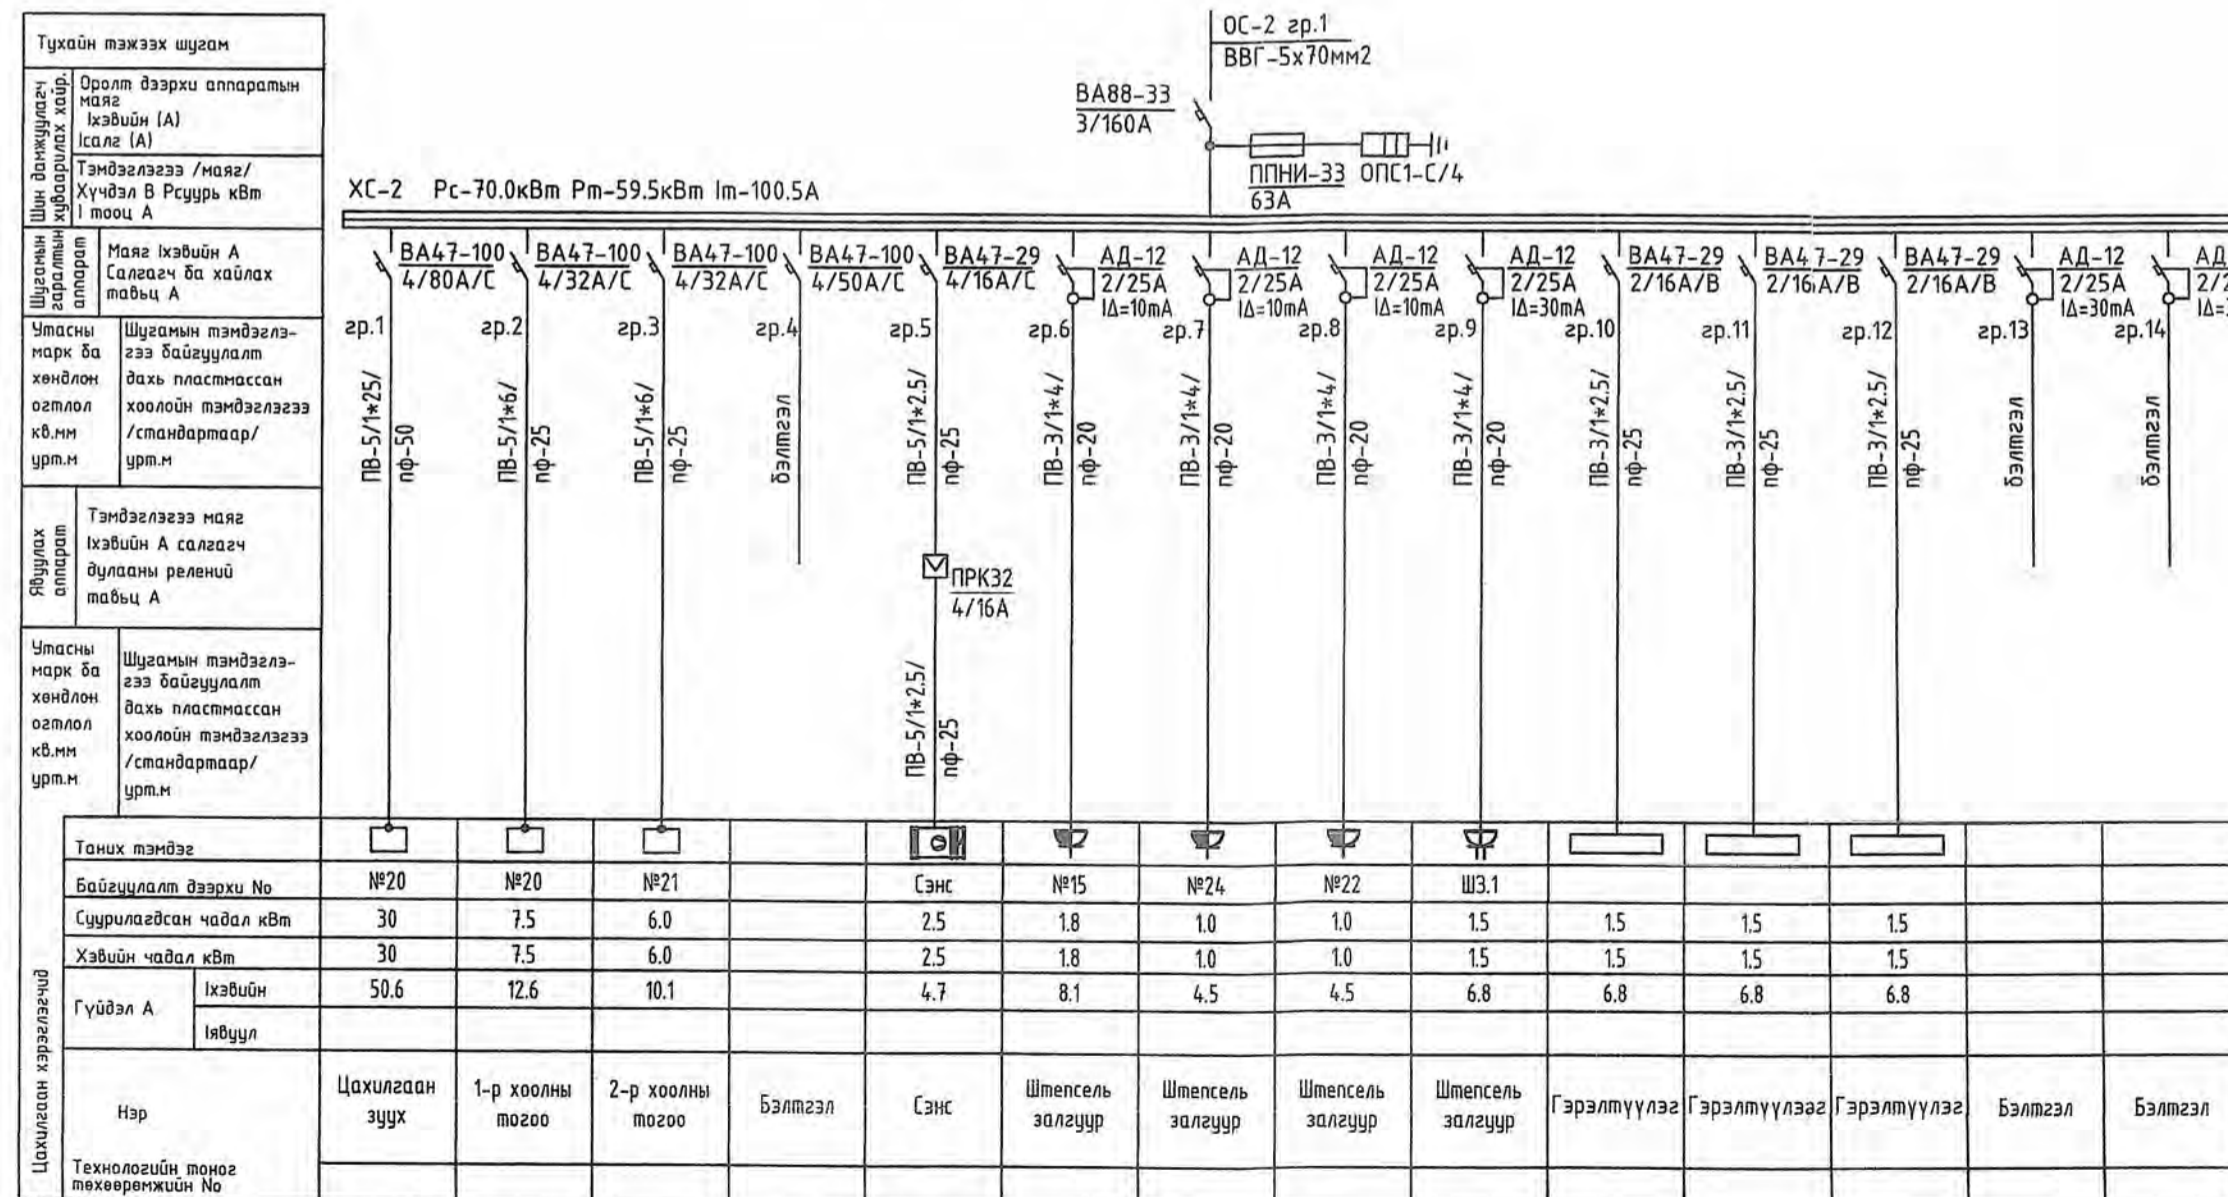 Тухайн тэжээх шугам
Шин дамжуулагч
хуваарилах хайр.
Оролт дээрхи аппаратын
маяг
Iхэвийн (А)
Iсалг (А)
Тэмдэглэгээ /маяг/
Хүчдэл В Рсуурь кВт
I тооц А
Шугамын
гаралтын
аппарат
Маяг Iхэвийн А
Салгагч ба хайлах
тавьц А
Утасны
марк ба
хөндлөн
огтлол
кв.мм
урт.м
Шугамын тэмдэглэ-
гээ байгуулалт
дахь пластмассан
хоолойн тэмдэглэгээ
/стандартаар/
урт.м
Явуулах
аппарат
Тэмдэглэгээ маяг
Iхэвийн А салгагч
дулааны релений
тавьц А
Утасны
марк ба
хөндлөн
огтлол
кв.мм
урт.м
Шугамын тэмдэглэ-
гээ байгуулалт
дахь пластмассан
хоолойн тэмдэглэгээ
/стандартаар/
урт.м
ОС-2 гр.1
ВВГ-5х70мм2
ВА88-33
3/160А
ППНИ-33 ОПС1-С/4
63А
ХС-2 Рс-70.0кВт Рт-59.5кВт Iт-100.5А
ВА47-100 ВА47-100 ВА47-100 ВА47-100 ВА47-29 АД-12 АД-12 АД-12 АД-12 ВА47-29 ВА47-29 ВА47-29 АД-12 АД
4/80А/С 4/32А/С 4/32А/С 4/50А/С 4/16А/С 2/25А 2/25А 2/25А 2/25А 2/16А/В 2/16А/В 2/16А/В 2/25А
IΔ=10mA IΔ=10mA IΔ=10mA IΔ=30mA IΔ=30mA
гр.1 гр.2 гр.3 гр.4 гр.5 гр.6 гр.7 гр.8 гр.9 гр.10 гр.11 гр.12 гр.13 гр.14
ПВ-5/1*25/
пф-50
ПВ-5/1*6/
пф-25
ПВ-5/1*6/
пф-25
бэлтгэл
ПВ-5/1*2.5/
пф-25
ПВ-3/1*4/
пф-20
ПВ-3/1*4/
пф-20
ПВ-3/1*4/
пф-20
ПВ-3/1*4/
пф-20
ПВ-3/1*2.5/
пф-25
ПВ-3/1*2.5/
пф-25
ПВ-3/1*2.5/
пф-25
бэлтгэл
бэлтгэл
ПРК32
4/16А
ПВ-5/1*2.5/
пф-25
Цахилгаан хэрэглэгчид
Таних тэмдэг
Байгуулалт дээрхи No №20 №20 №21 Сэнс №15 №24 №22 ШЗ.1
Суурилагдсан чадал кВт 30 7.5 6.0 2.5 1.8 1.0 1.0 1.5 1.5 1.5 1.5
Хэвийн чадал кВт 30 7.5 6.0 2.5 1.8 1.0 1.0 1.5 1.5 1.5 1.5
Гүйдэл А
Iхэвийн 50.6 12.6 10.1 4.7 8.1 4.5 4.5 6.8 6.8 6.8 6.8
Iявуул
Нэр
Цахилгаан
зуух
1-р хоолны
тогоо
2-р хоолны
тогоо
Бэлтгэл
Сэнс
Штепсель
залгуур
Штепсель
залгуур
Штепсель
залгуур
Штепсель
залгуур
Гэрэлтүүлэг
Гэрэлтүүлэг
Гэрэлтүүлэг
Бэлтгэл
Бэлтгэл
Технологийн тоног
төхөөрөмжийн No